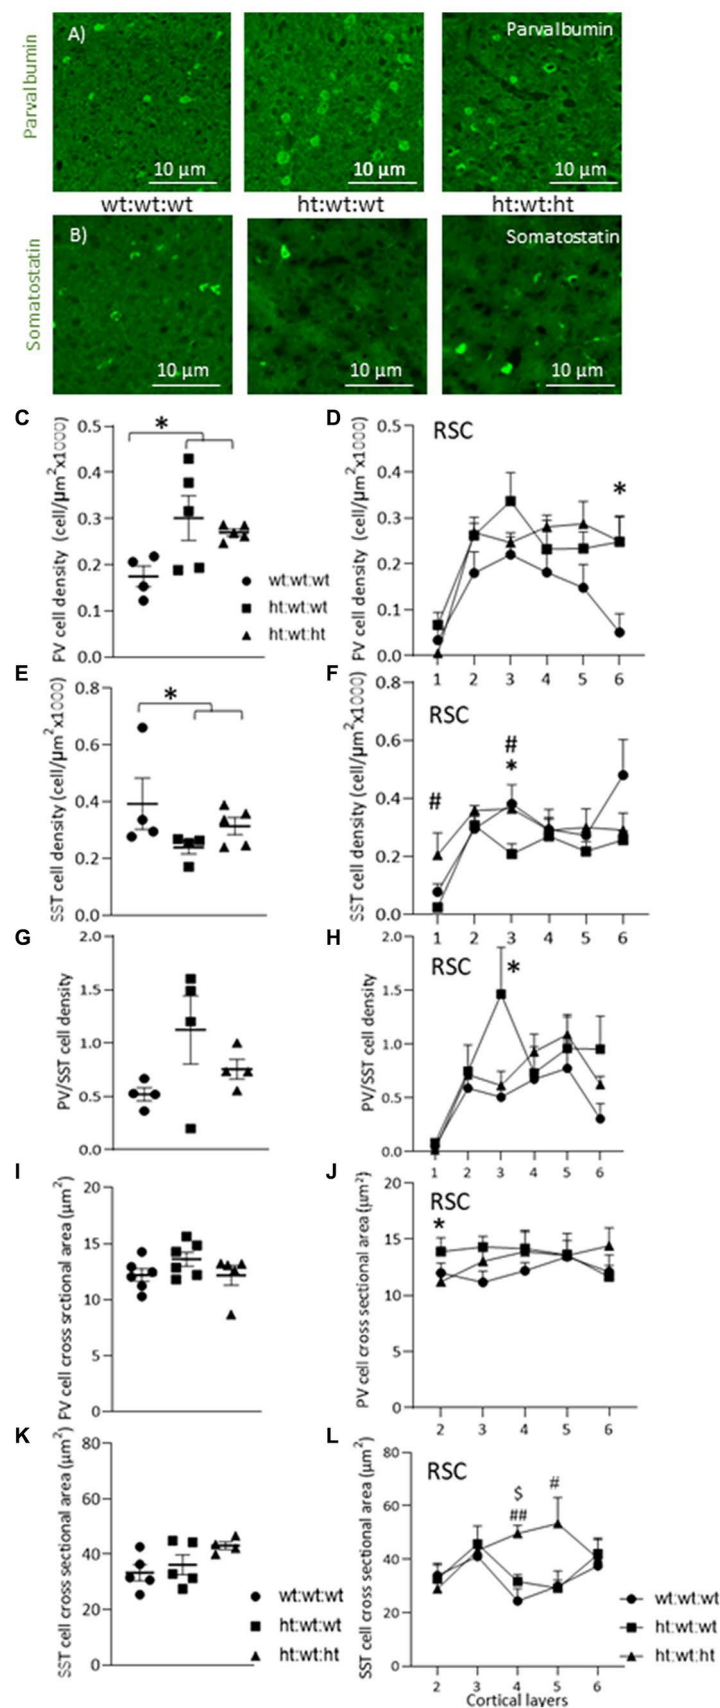 Parvalbumin
A)
Parvalbumin
10 μm
10 μm
10 μm
wt:wt:wt
ht:wt:wt
ht:wt:ht
Somatostatin
B)
Somatostatin
10 μm
10 μm
10 μm
C
PV cell density (cell/μm²x1000)
0.5
0.4
0.3
0.2
0.1
0.0
*
wt:wt:wt
ht:wt:wt
ht:wt:ht
D
PV cell density (cell/μm²x1000)
RSC
0.5
0.4
0.3
0.2
0.1
0.0
*
1 2 3 4 5 6
E
SST cell density (cell/μm²x1000)
0.8
0.6
0.4
0.2
0.0
*
F
SST cell density (cell/μm²x1000)
RSC
0.8
0.6
0.4
0.2
0.0
#
#
*
1 2 3 4 5 6
G
PV/SST cell density
2.0
1.5
1.0
0.5
0.0
H
PV/SST cell density
RSC
2.0
1.5
1.0
0.5
0.0
*
1 2 3 4 5 6
I
PV cell cross srctional area (μm²)
20
15
10
5
0
J
PV cell cross sectional area (μm²)
RSC
20
15
10
5
0
*
2 3 4 5 6
K
SST cell cross sectional area (μm²)
80
60
40
20
0
wt:wt:wt
ht:wt:wt
ht:wt:ht
L
SST cell cross sectional area (μm²)
RSC
80
60
40
20
0
$
##
#
wt:wt:wt
ht:wt:wt
ht:wt:ht
2 3 4 5 6
Cortical layers